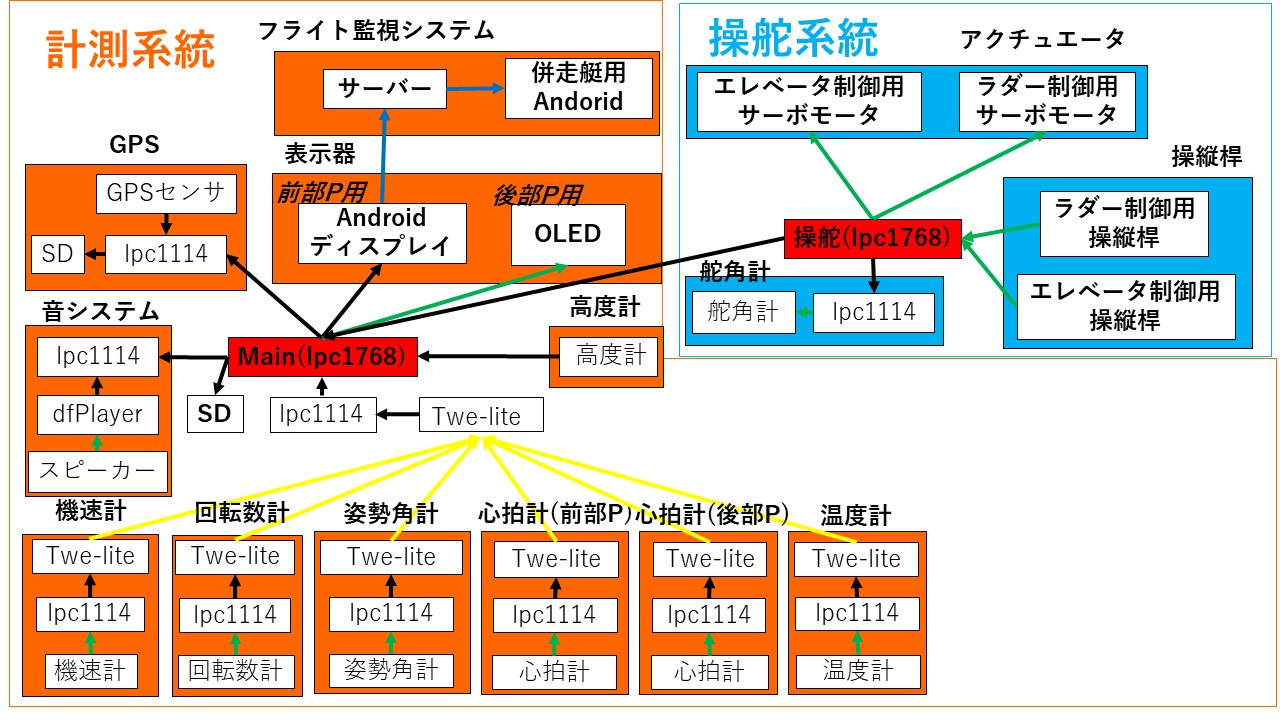 計測系統
フライト監視システム
サーバー
併走艇用
Andorid
GPS
GPSセンサ
SD
lpc1114
表示器
前部P用
Android
ディスプレイ
後部P用
OLED
音システム
lpc1114
dfPlayer
スピーカー
Main(lpc1768)
SD
lpc1114
Twe-lite
高度計
高度計
機速計
Twe-lite
lpc1114
機速計
回転数計
Twe-lite
lpc1114
回転数計
姿勢角計
Twe-lite
lpc1114
姿勢角計
心拍計(前部P)
Twe-lite
lpc1114
心拍計
心拍計(後部P)
Twe-lite
lpc1114
心拍計
温度計
Twe-lite
lpc1114
温度計
操舵系統
アクチュエータ
エレベータ制御用
サーボモータ
ラダー制御用
サーボモータ
操縦桿
ラダー制御用
操縦桿
エレベータ制御用
操縦桿
操舵(lpc1768)
舵角計
舵角計
lpc1114